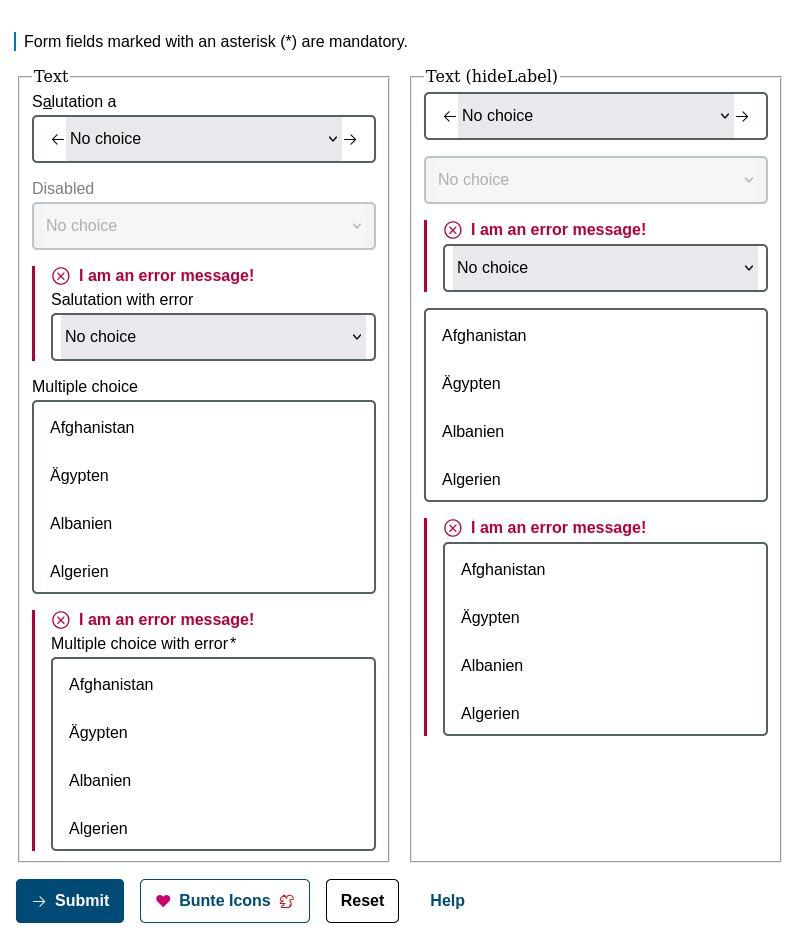 Form fields marked with an asterisk (*) are mandatory.
Text
Salutation a
No choice
Disabled
No choice
I am an error message!
Salutation with error
No choice
Multiple choice
Afghanistan
Ägypten
Albanien
Algerien
I am an error message!
Multiple choice with error*
Afghanistan
Ägypten
Albanien
Algerien
Text (hideLabel)
No choice
No choice
I am an error message!
No choice
Afghanistan
Ägypten
Albanien
Algerien
I am an error message!
Afghanistan
Ägypten
Albanien
Algerien
Submit
Bunte Icons
Reset
Help